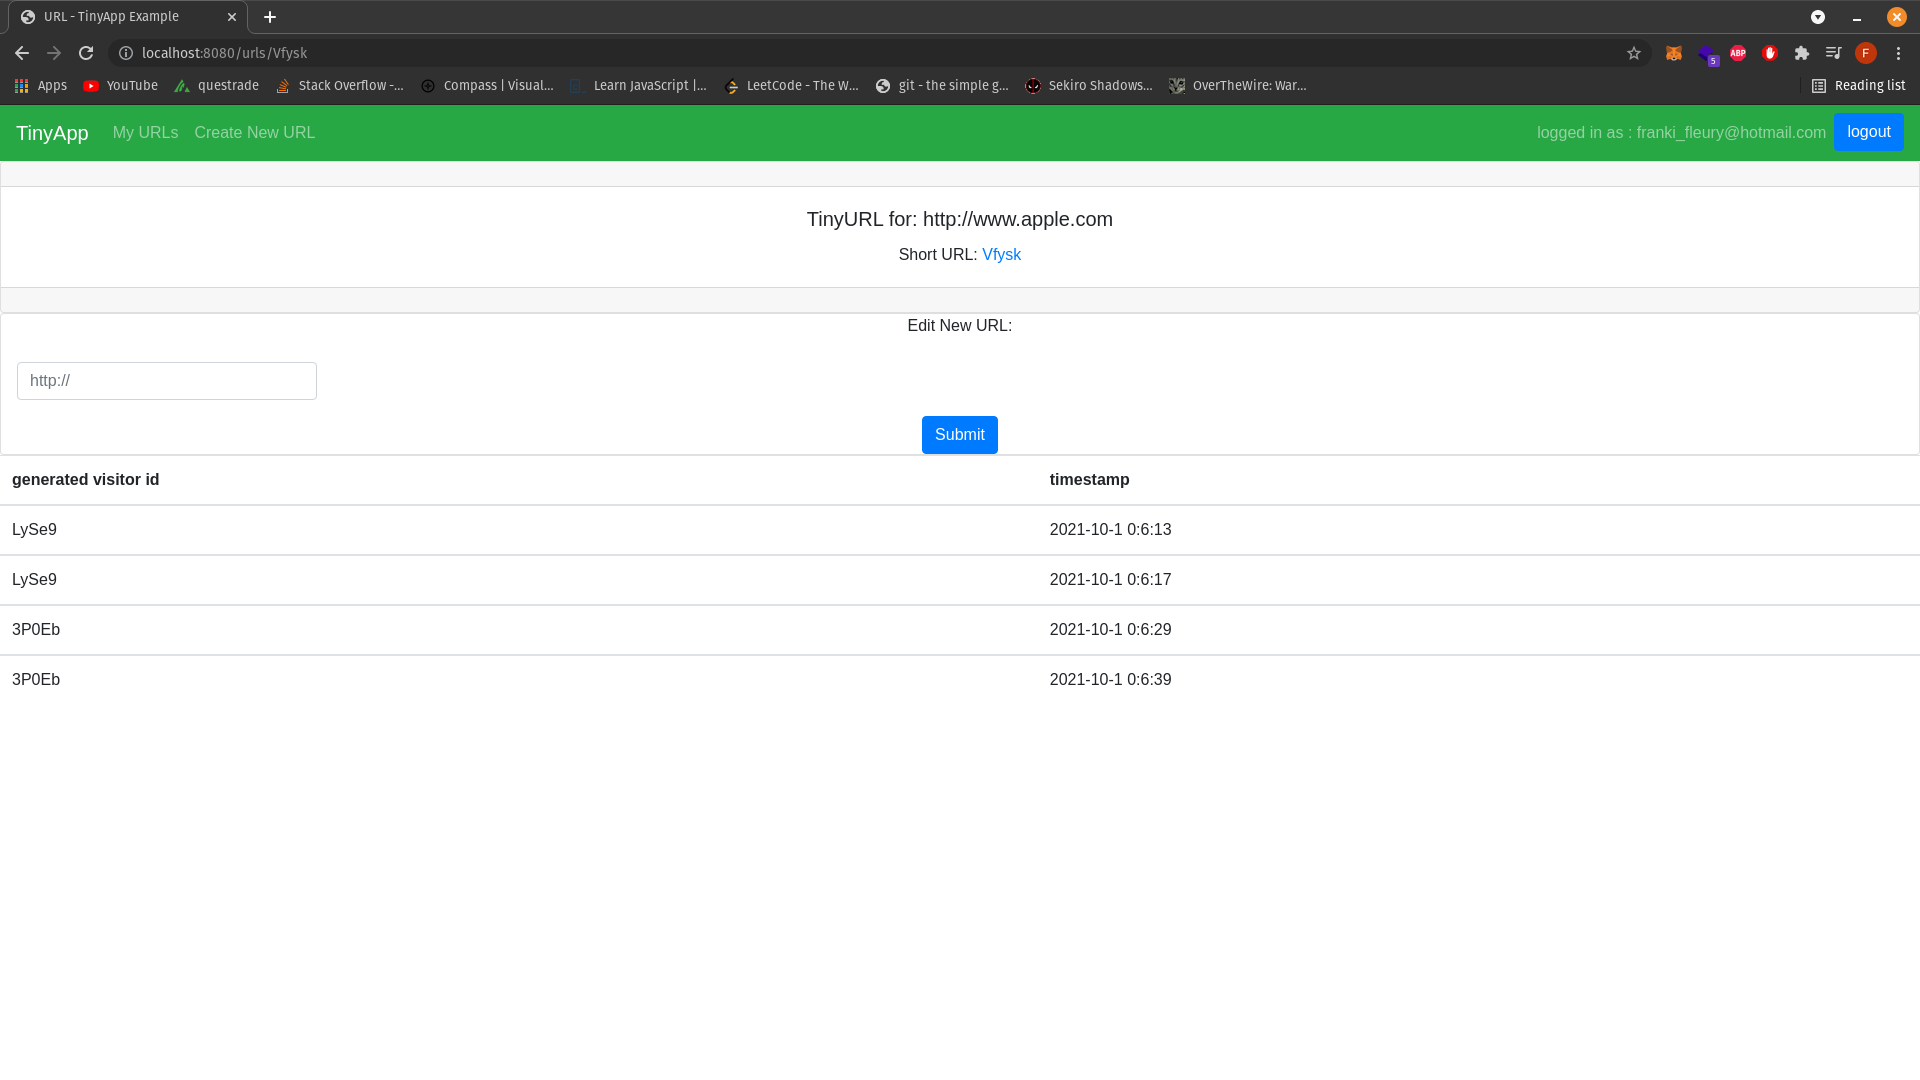 URL - TinyApp Example
localhost:8080/urls/Vfysk
5
ABP
F
Apps YouTube questrade Stack Overflow -... Compass | Visual... Learn JavaScript |... LeetCode - The W... git - the simple g... Sekiro Shadows... OverTheWire: War... Reading list
TinyApp My URLs Create New URL logged in as : franki_fleury@hotmail.com logout
TinyURL for: http://www.apple.com
Short URL: Vfysk
Edit New URL:
http://
Submit
generated visitor id timestamp
LySe9 2021-10-1 0:6:13
LySe9 2021-10-1 0:6:17
3P0Eb 2021-10-1 0:6:29
3P0Eb 2021-10-1 0:6:39